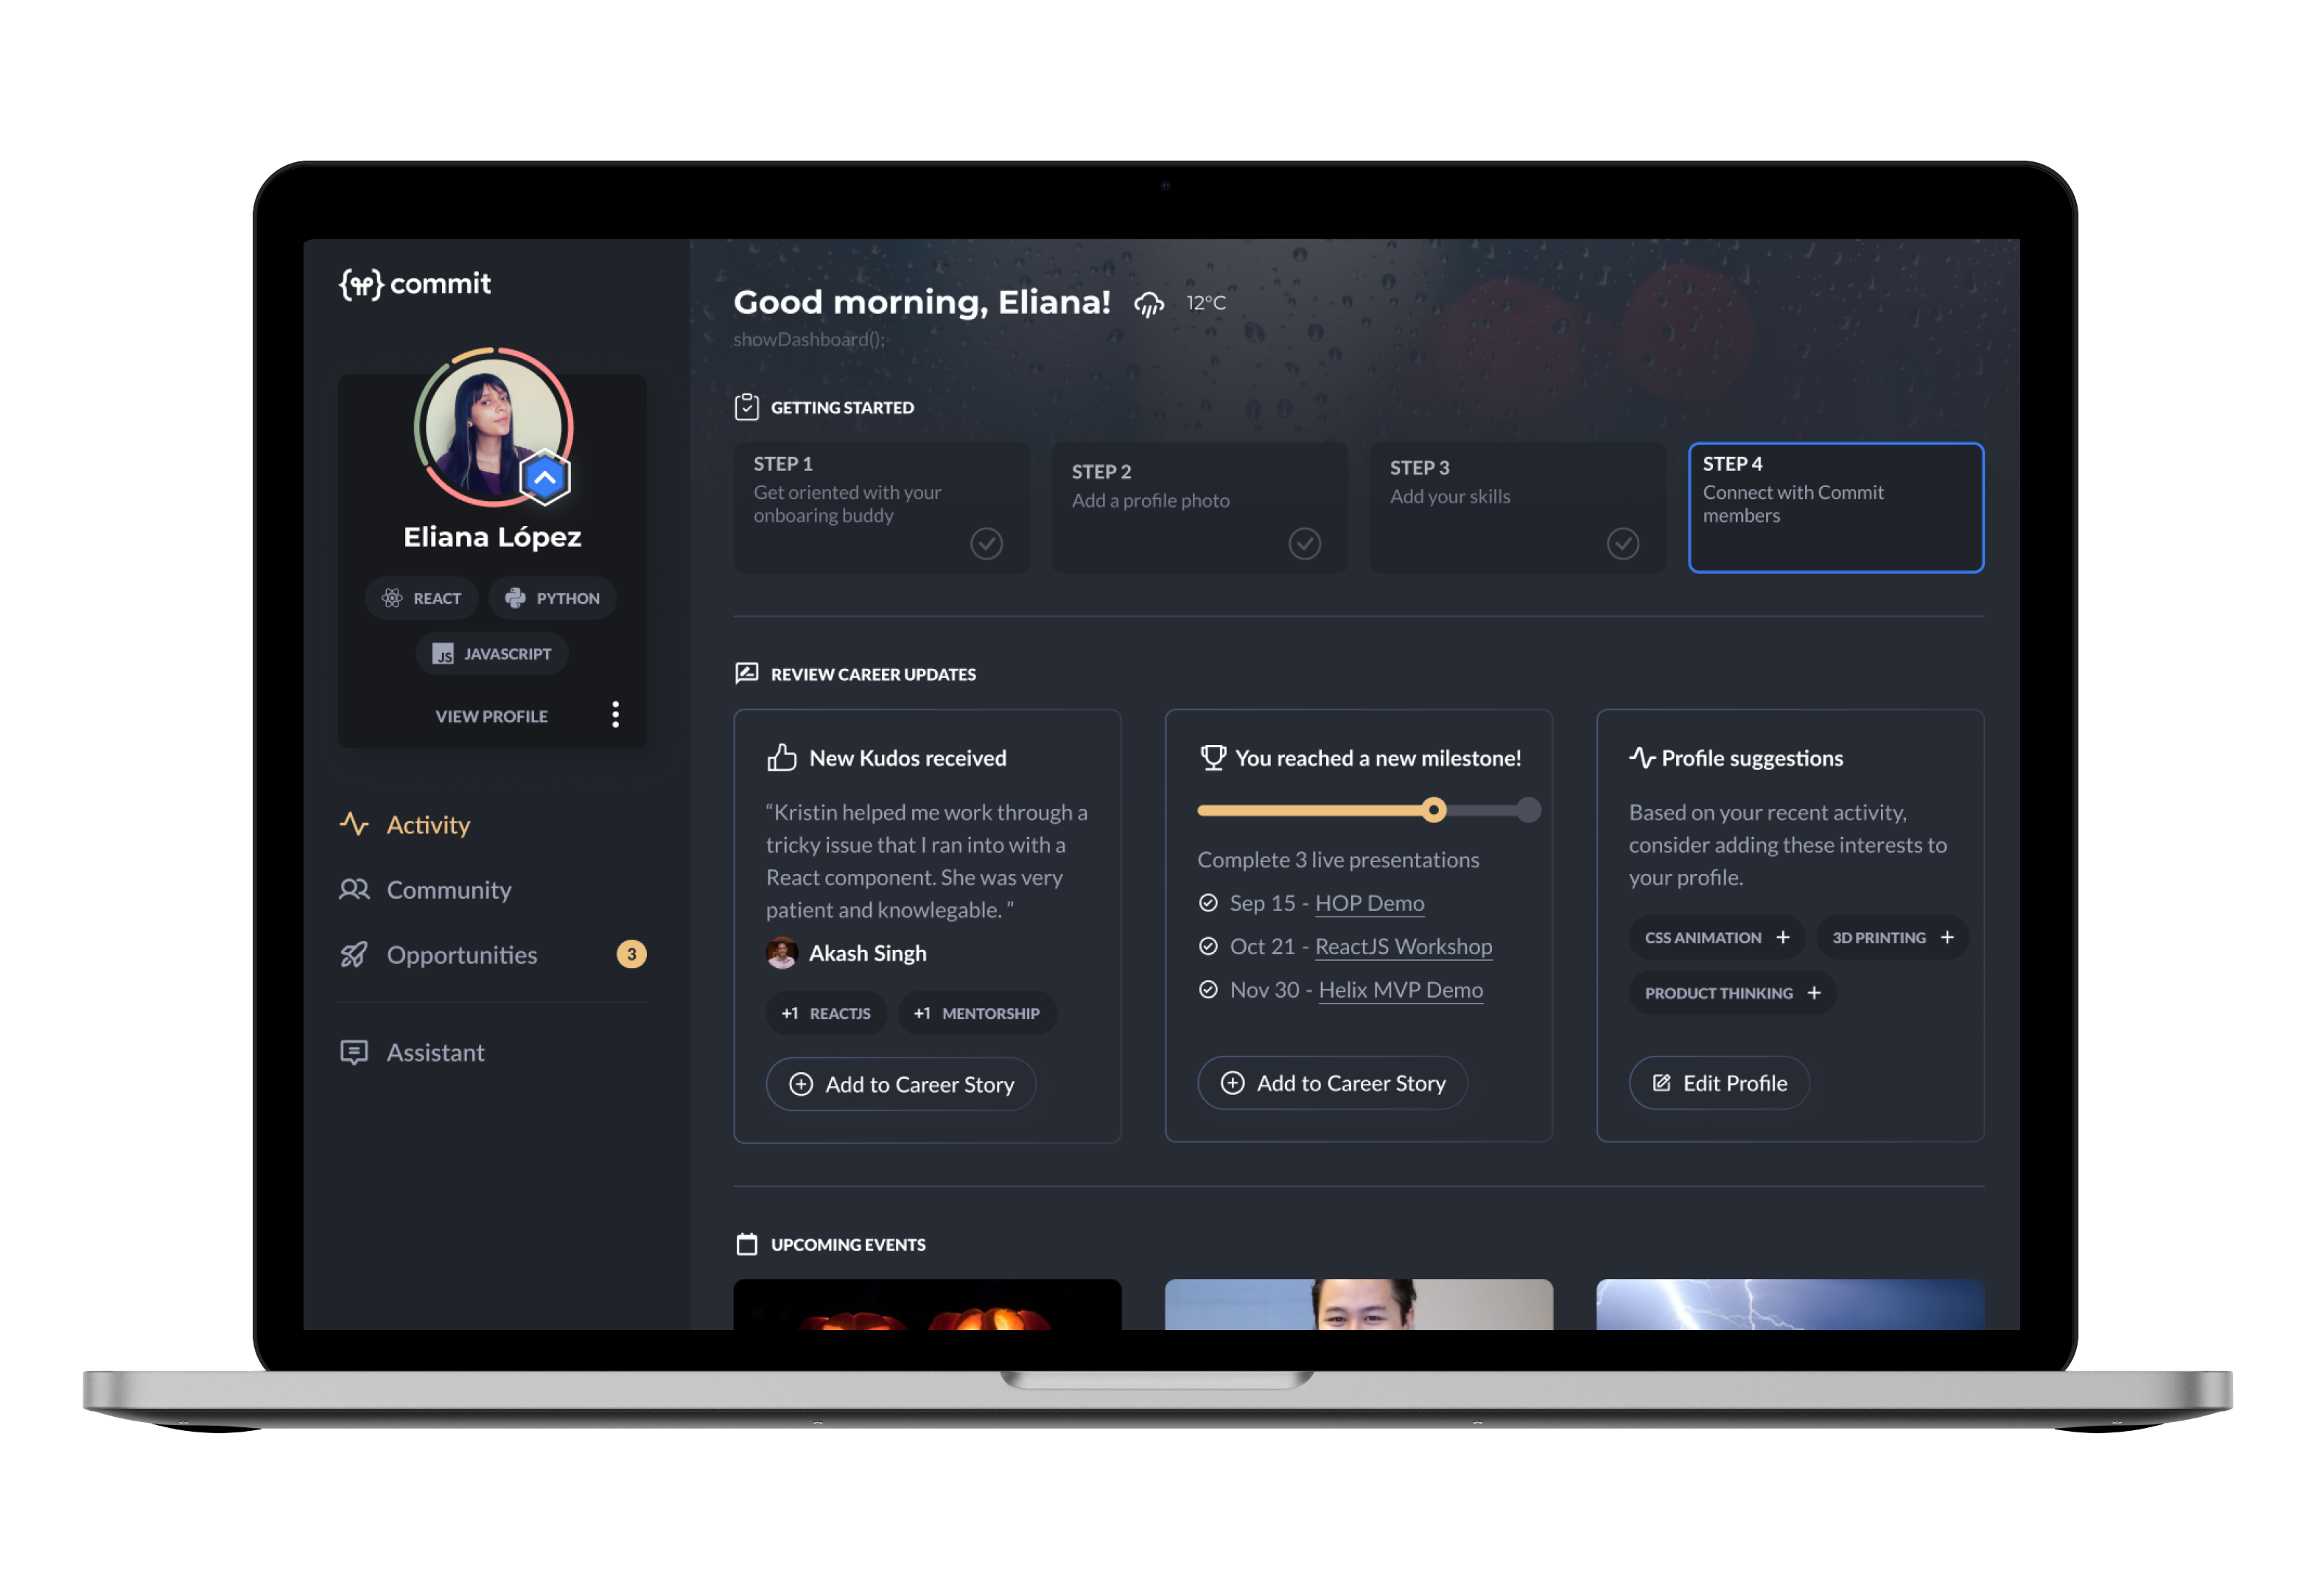 commit
Eliana López
REACT
PYTHON
JS JAVASCRIPT
VIEW PROFILE
Activity
Community
Opportunities 3
Assistant
Good morning, Eliana! 12°C
showDashboard();
GETTING STARTED
STEP 1
Get oriented with your
onboaring buddy
STEP 2
Add a profile photo
STEP 3
Add your skills
STEP 4
Connect with Commit
members
REVIEW CAREER UPDATES
New Kudos received
“Kristin helped me work through a
tricky issue that I ran into with a
React component. She was very
patient and knowlegable. ”
Akash Singh
+1 REACTJS
+1 MENTORSHIP
Add to Career Story
You reached a new milestone!
Complete 3 live presentations
Sep 15 - HOP Demo
Oct 21 - ReactJS Workshop
Nov 30 - Helix MVP Demo
Add to Career Story
Profile suggestions
Based on your recent activity,
consider adding these interests to
your profile.
CSS ANIMATION +
3D PRINTING +
PRODUCT THINKING +
Edit Profile
UPCOMING EVENTS